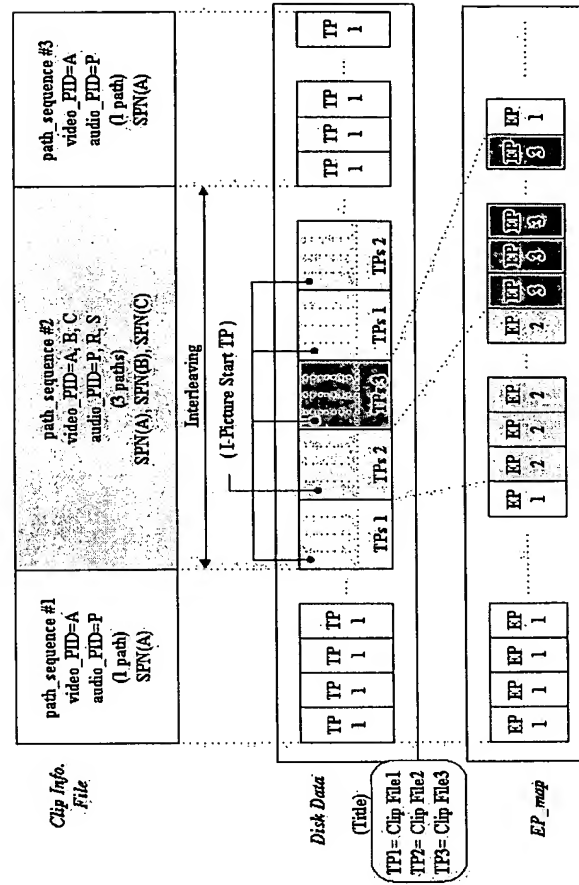 Clip Info.
File
path_sequence #1
video_PID=A
audio_PID=P
(1 path)
SPN(A)
path_sequence #2
video_PID=A, B, C
audio_PID=P, R, S
(3 paths)
SPN(A), SPN(B), SPN(C)
path_sequence #3
video_PID=A
audio_PID=P
(1 path)
SPN(A)
Interleaving
( I-Picture Start TP )
Disk Data
(Title)
TP1= Clip File1
TP2= Clip File2
TP3= Clip File3
TP TP TP TP
1 1 1 1
TPs 1
TPs 2
TPs 3
TPs 1
TPs 2
TP TP TP
1 1 1
TP
1
EP_map
EP EP EP EP
1 1 1 1
EP EP EP EP
1 2 2 2
EP EP EP EP
2 3 3 3
EP EP
3 1